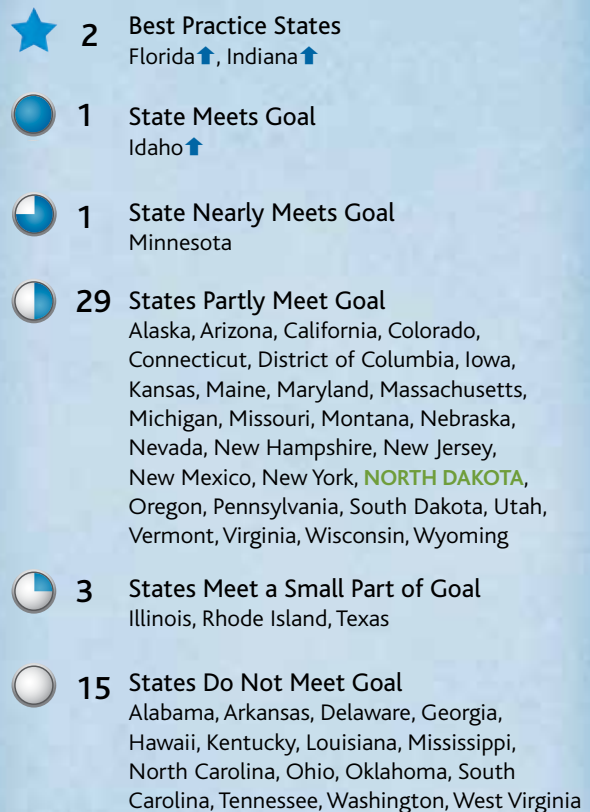 2 Best Practice States
Florida⬆, Indiana⬆
1 State Meets Goal
Idaho⬆
1 State Nearly Meets Goal
Minnesota
29 States Partly Meet Goal
Alaska, Arizona, California, Colorado,
Connecticut, District of Columbia, Iowa,
Kansas, Maine, Maryland, Massachusetts,
Michigan, Missouri, Montana, Nebraska,
Nevada, New Hampshire, New Jersey,
New Mexico, New York, NORTH DAKOTA,
Oregon, Pennsylvania, South Dakota, Utah,
Vermont, Virginia, Wisconsin, Wyoming
3 States Meet a Small Part of Goal
Illinois, Rhode Island, Texas
15 States Do Not Meet Goal
Alabama, Arkansas, Delaware, Georgia,
Hawaii, Kentucky, Louisiana, Mississippi,
North Carolina, Ohio, Oklahoma, South
Carolina, Tennessee, Washington, West Virginia